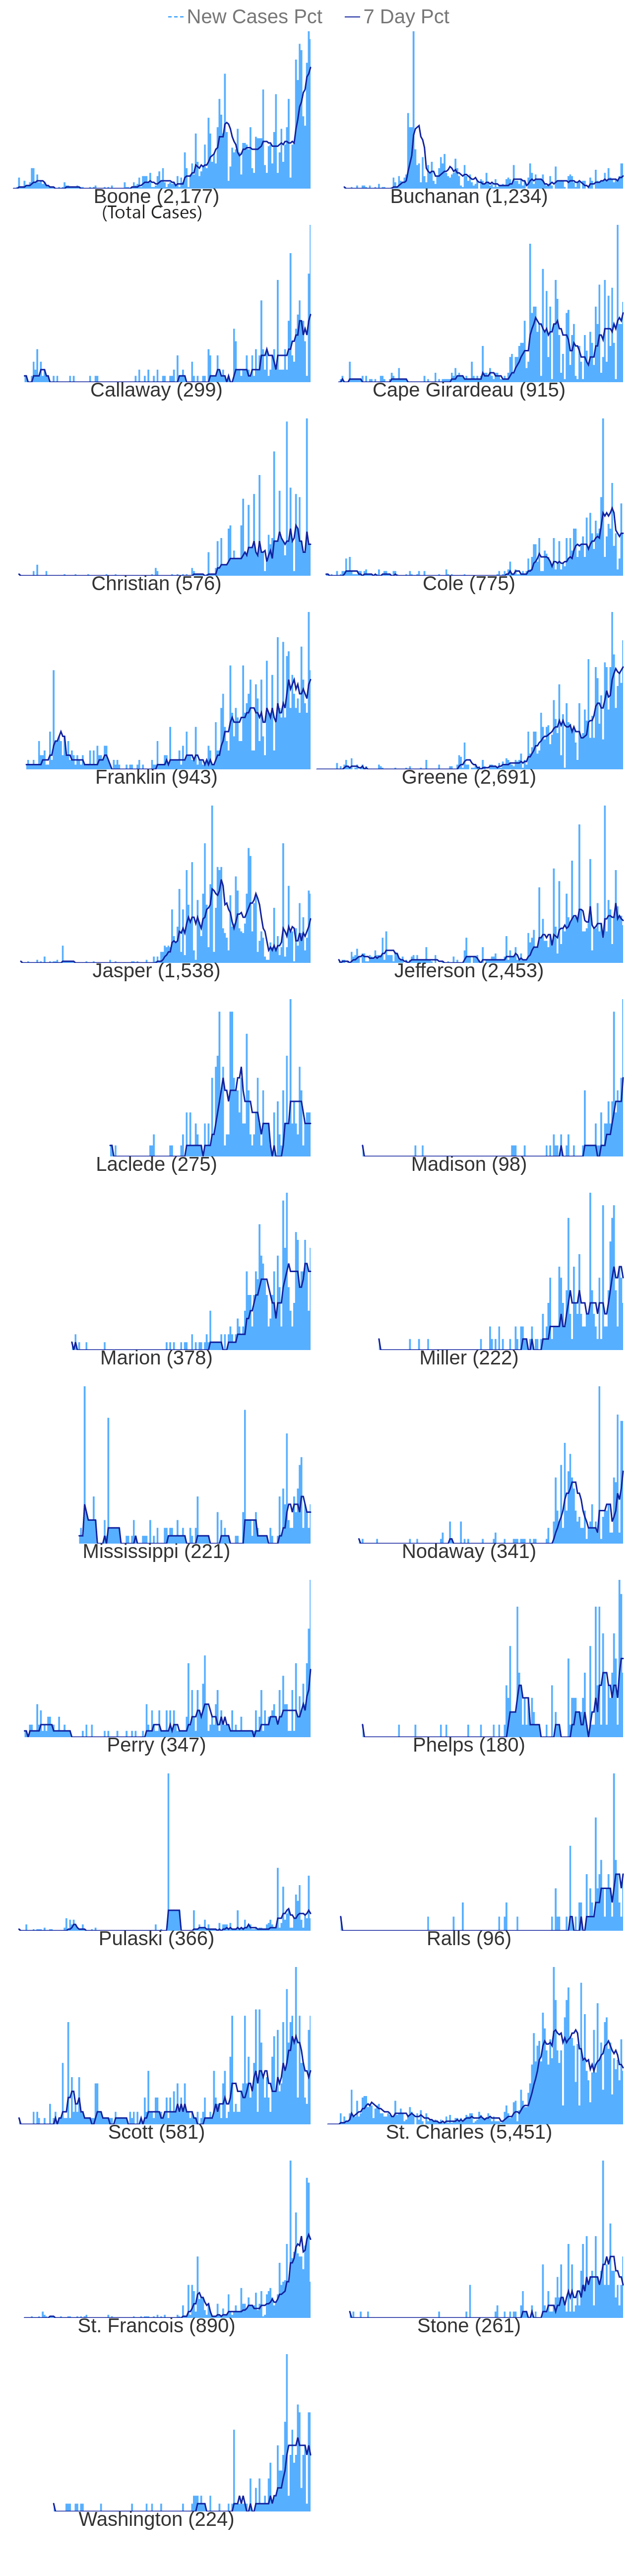 New Cases Pct 7 Day Pct
Boone (2,177) Buchanan (1,234)
(Total Cases)
Callaway (299) Cape Girardeau (915)
Christian (576) Cole (775)
Franklin (943) Greene (2,691)
Jasper (1,538) Jefferson (2,453)
Laclede (275) Madison (98)
Marion (378) Miller (222)
Mississippi (221) Nodaway (341)
Perry (347) Phelps (180)
Pulaski (366) Ralls (96)
Scott (581) St. Charles (5,451)
St. Francois (890) Stone (261)
Washington (224)